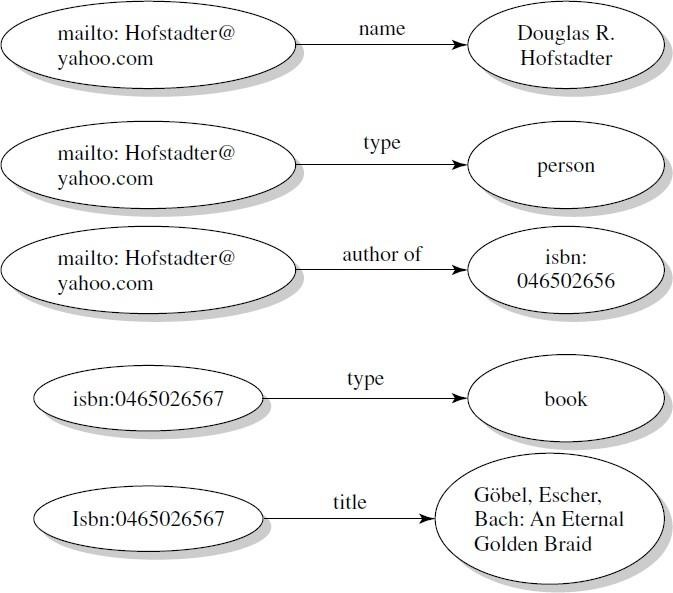 mailto: Hofstadter@
yahoo.com
name
Douglas R.
Hofstadter
mailto: Hofstadter@
yahoo.com
type
person
mailto: Hofstadter@
yahoo.com
author of
isbn:
046502656
isbn:0465026567
type
book
Isbn:0465026567
title
Göbel, Escher,
Bach: An Eternal
Golden Braid